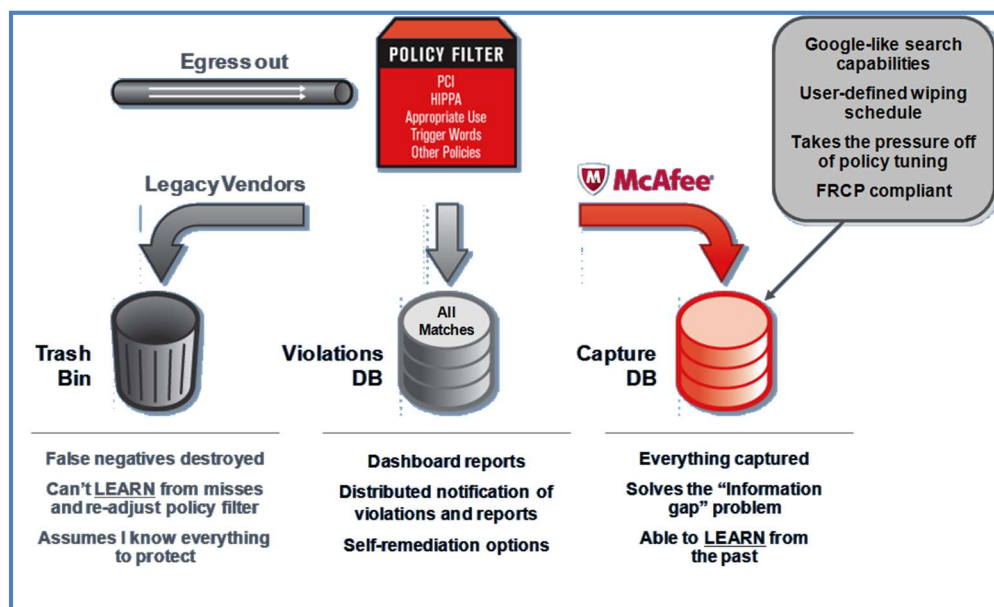 Egress out
POLICY FILTER
PCI
HIPPA
Appropriate Use
Trigger Words
Other Policies
Google-like search
capabilities
User-defined wiping
schedule
Takes the pressure off
of policy tuning
FRCP compliant
Legacy Vendors
McAfee®
Trash
Bin
Violations
DB
All
Matches
Capture
DB
False negatives destroyed
Can't LEARN from misses
and re-adjust policy filter
Assumes I know everything
to protect
Dashboard reports
Distributed notification of
violations and reports
Self-remediation options
Everything captured
Solves the “Information
gap” problem
Able to LEARN from
the past